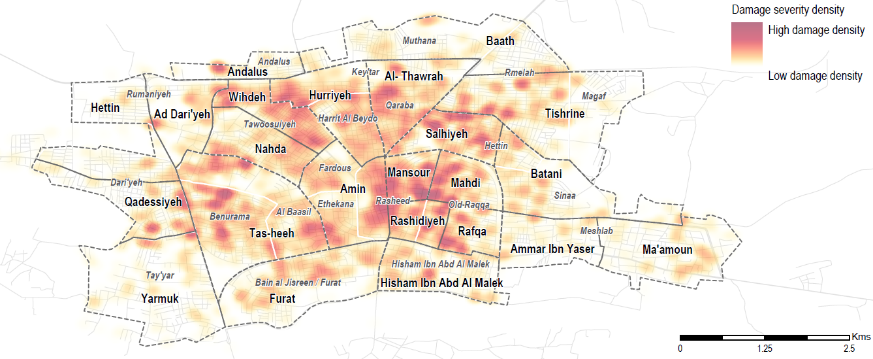 Damage severity density
High damage density
Low damage density
Muthana
Baath
Andalus
Andalus
Key/tar
Al- Thawrah
Rmelah
Rumaniyeh
Hettin
Ad Dari'yeh
Wihdeh
Hurriyeh
Qaraba
Magaf
Tishrine
Tawoosuiyeh
Harrit Al Beydo
Salhiyeh
Nahda
Hettin
Fardous
Mansour
Batani
Dari'yeh
Amin
Mahdi
Sinaa
Qadessiyeh
Al Baasil
Ethekana
Rasheed
Old-Raqqa
Benurama
Rashidiyeh
Tas-heeh
Rafqa
Meshlab
Ammar Ibn Yaser
Ma'amoun
Tay'yar
Hisham Ibn Abd Al Malek
Bain al Jisreen / Furat
Hisham Ibn Abd Al Malek
Yarmuk
Furat
Kms
0
1.25
2.5